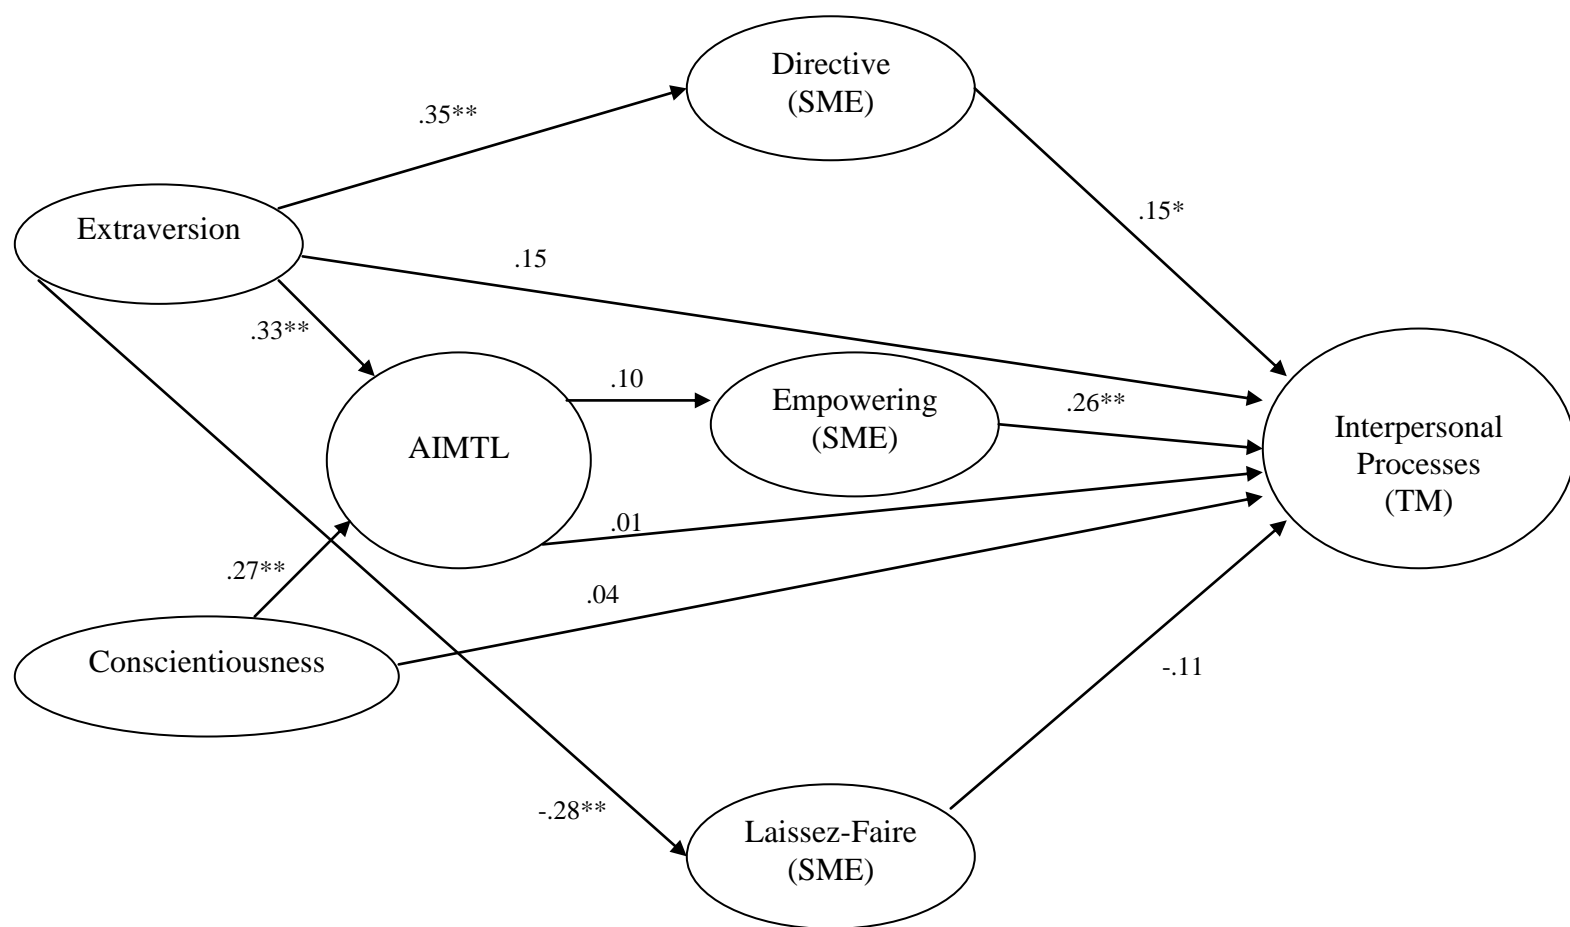 Directive
(SME)
.35**
.15*
Extraversion
.15
.33**
.10
Empowering
(SME)
.26**
AIMTL
Interpersonal
Processes
(TM)
.01
.27**
.04
Conscientiousness
-.11
-.28**
Laissez-Faire
(SME)